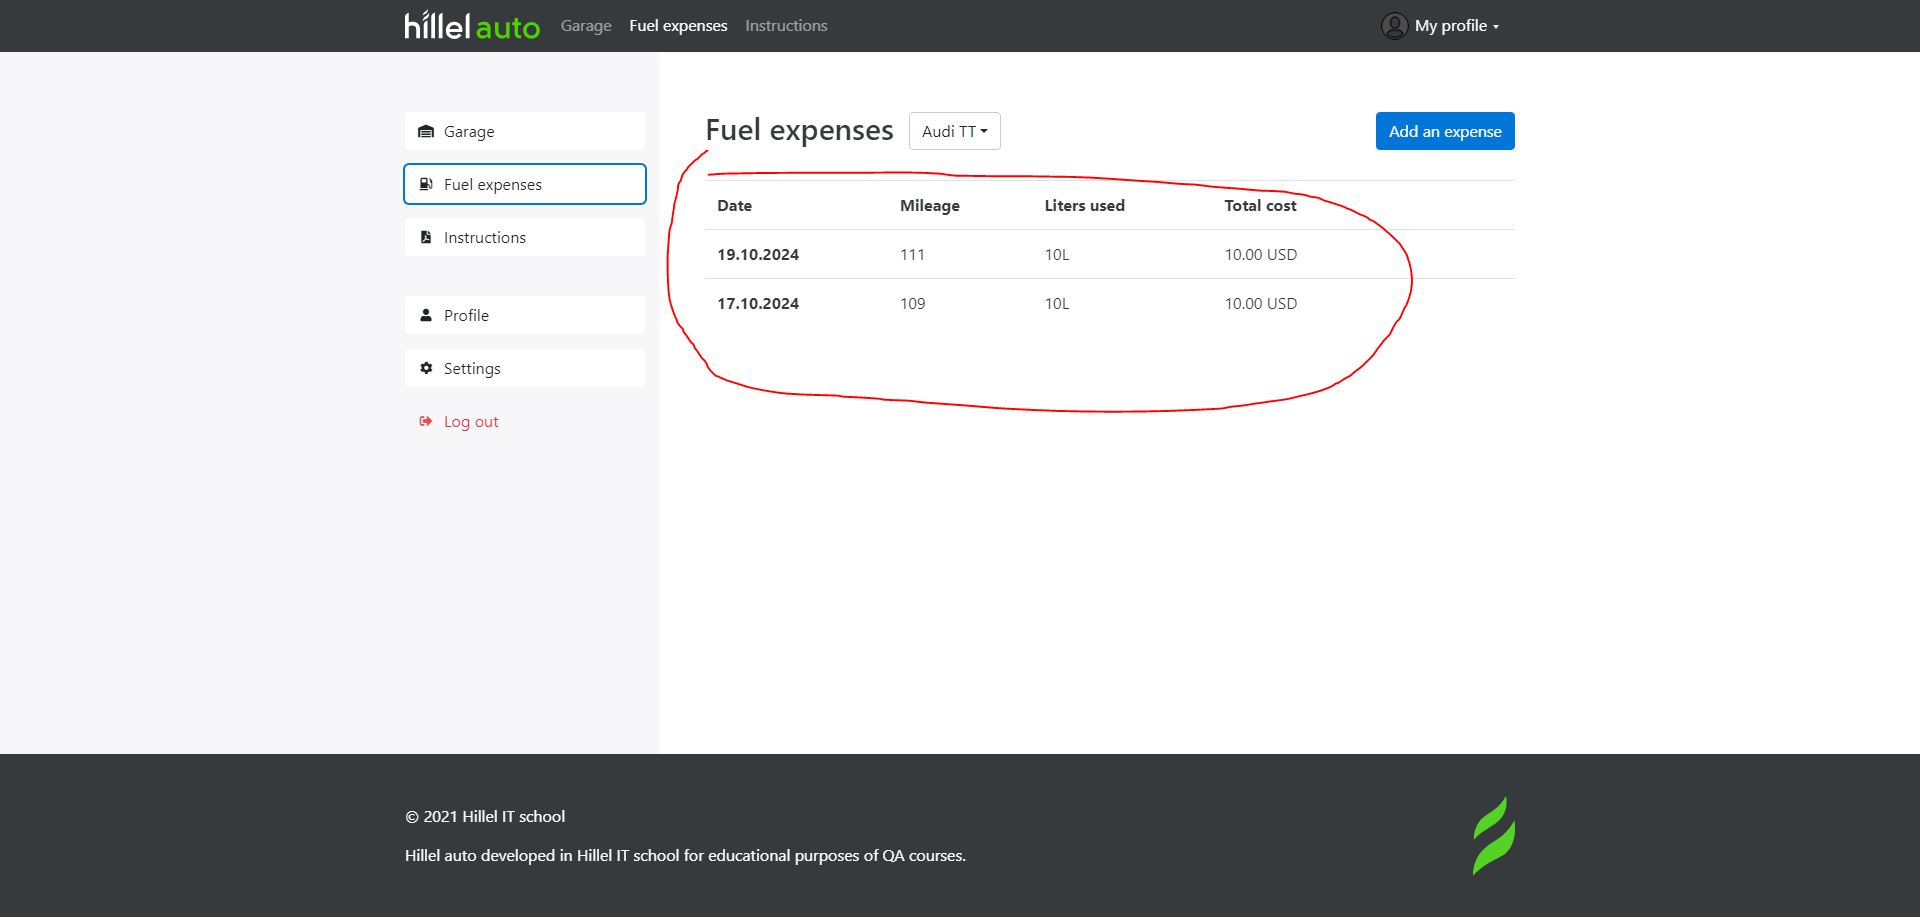 hillel auto Garage Fuel expenses Instructions My profile
Garage
Fuel expenses
Instructions
Profile
Settings
Log out
Fuel expenses Audi TT Add an expense
Date Mileage Liters used Total cost
19.10.2024 111 10L 10.00 USD
17.10.2024 109 10L 10.00 USD
© 2021 Hillel IT school
Hillel auto developed in Hillel IT school for educational purposes of QA courses.